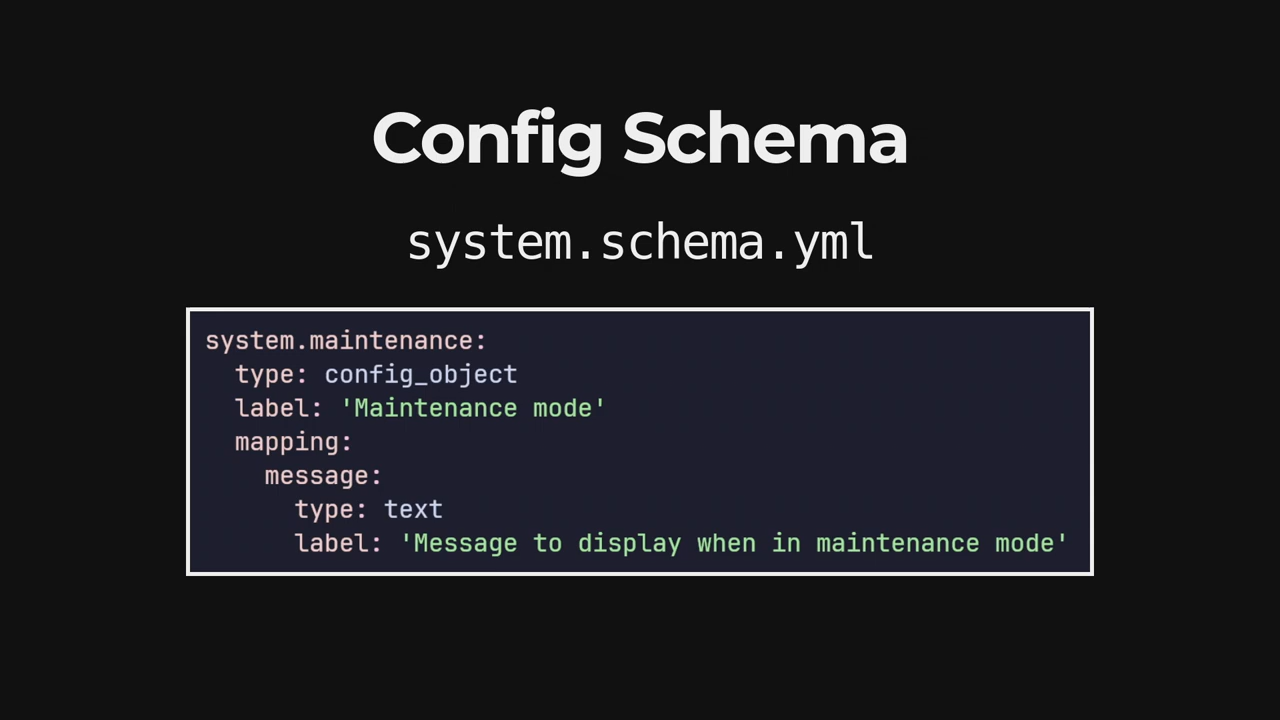 Config Schema
system.schema.yml
system.maintenance:
  type: config_object
  label: 'Maintenance mode'
  mapping:
    message:
      type: text
      label: 'Message to display when in maintenance mode'